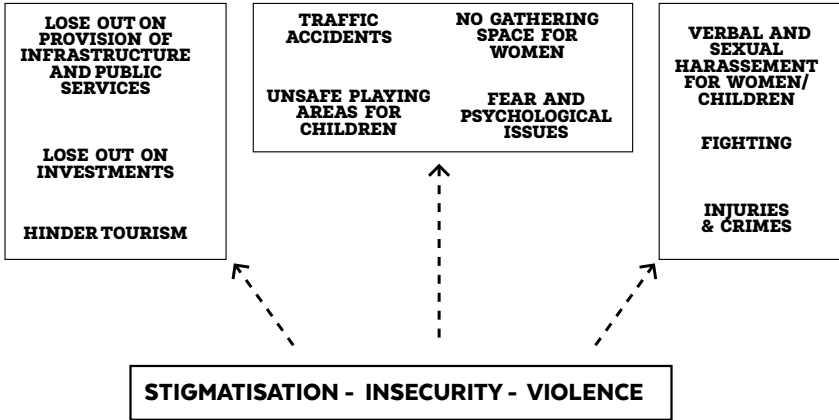 LOSE OUT ON
PROVISION OF
INFRASTRUCTURE
AND PUBLIC
SERVICES
LOSE OUT ON
INVESTMENTS
HINDER TOURISM
TRAFFIC
ACCIDENTS
NO GATHERING
SPACE FOR
WOMEN
UNSAFE PLAYING
AREAS FOR
CHILDREN
FEAR AND
PSYCHOLOGICAL
ISSUES
VERBAL AND
SEXUAL
HARASSEMENT
FOR WOMEN/
CHILDREN
FIGHTING
INJURIES
& CRIMES
STIGMATISATION - INSECURITY - VIOLENCE